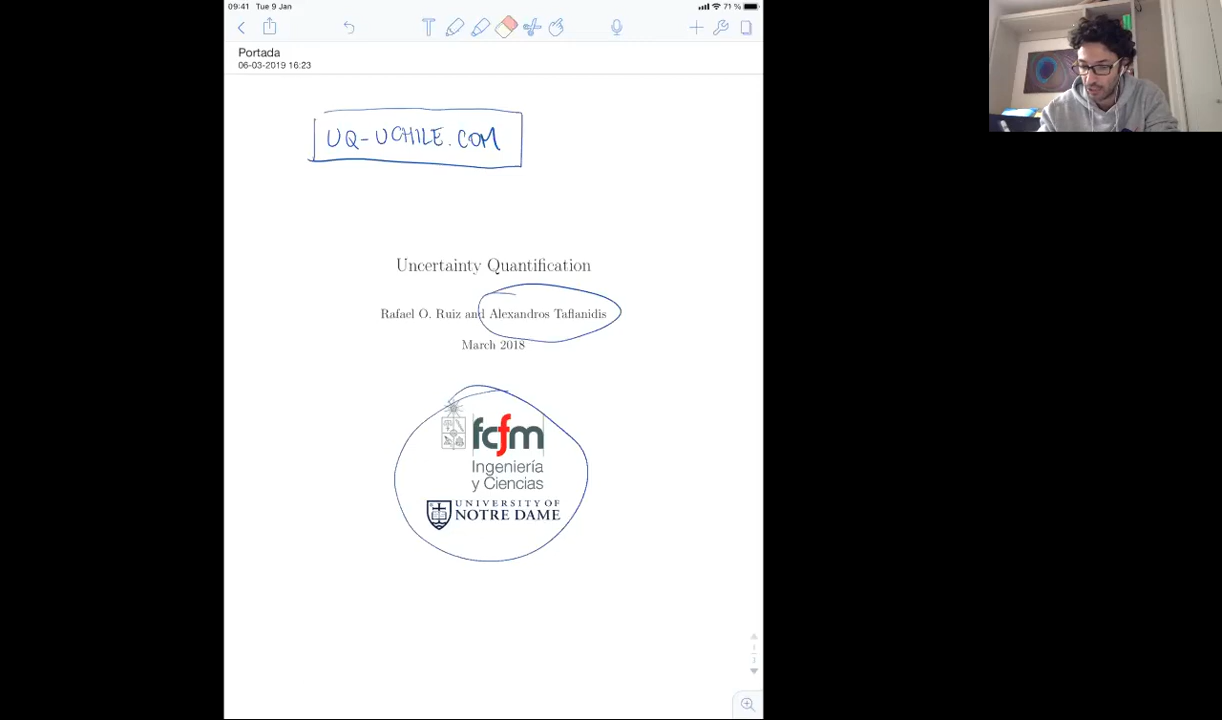 09:41 Tue 9 Jan 71 %
Portada
06-03-2019 16:23
UQ-UCHILE.COM
Uncertainty Quantification
Rafael O. Ruiz and Alexandros Taflanidis
March 2018
fcfm
Ingeniería
y Ciencias
UNIVERSITY OF
NOTRE DAME